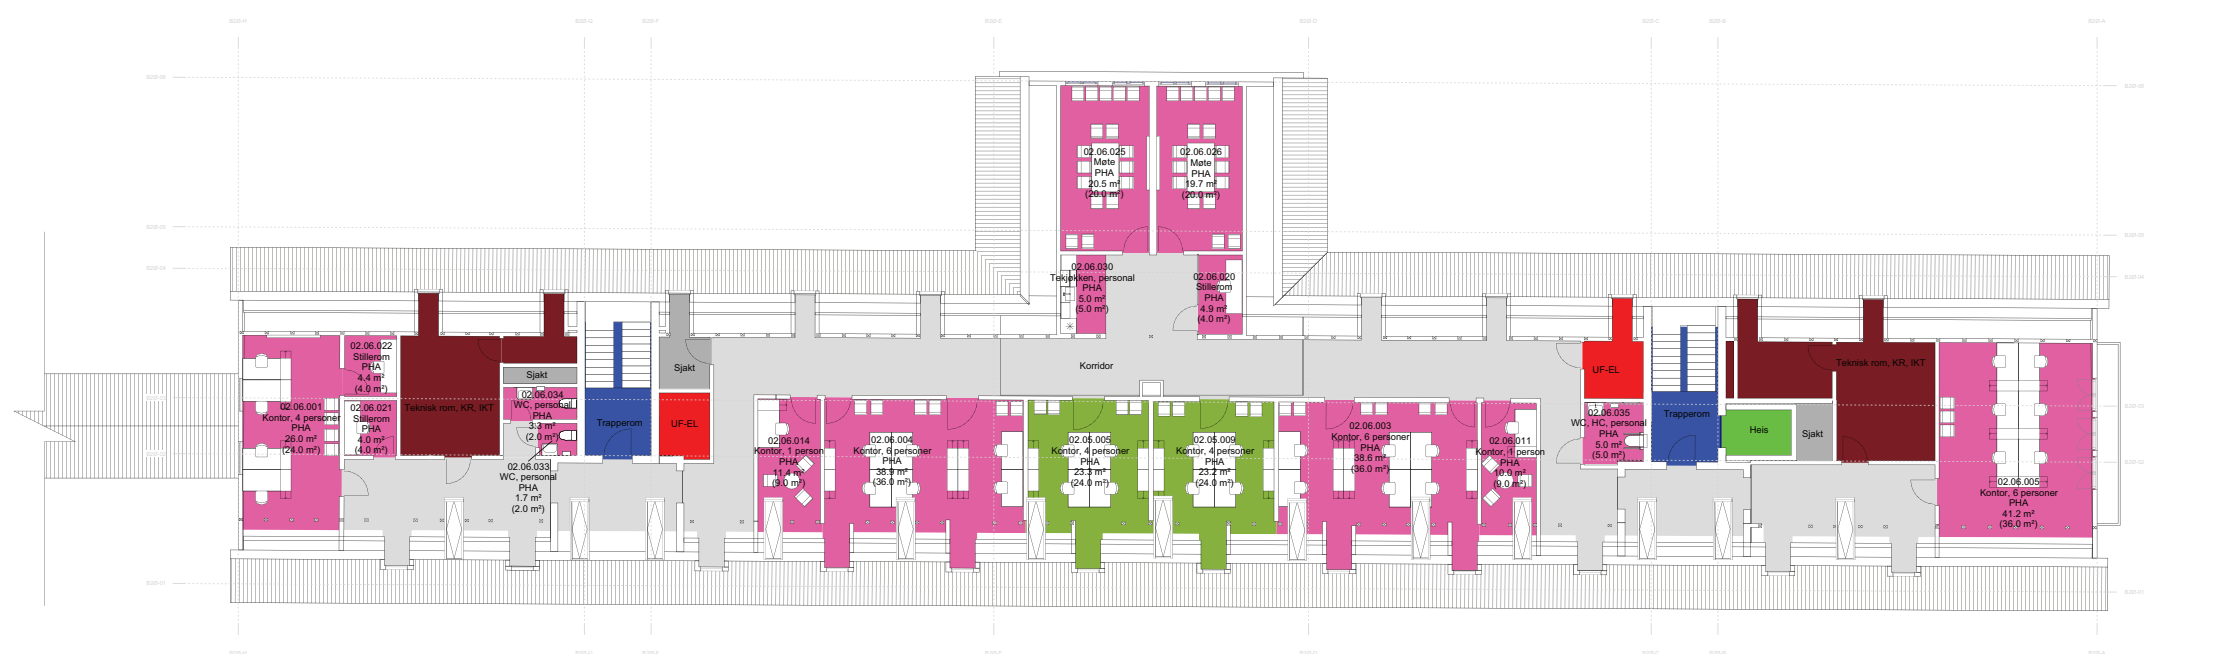 02.06.025
Møte
PHA
20.5 m²
(20.0 m²)
02.06.026
Møte
PHA
19.7 m²
(20.0 m²)
02.06.030
Tekjøkken, personal
PHA
5.0 m²
(5.0 m²)
02.06.020
Stillerom
PHA
4.9 m²
(4.0 m²)
Korridor
02.06.022
Stillerom
PHA
4.4 m²
(4.0 m²)
02.06.001
Kontor, 4 personer
PHA
26.0 m²
(24.0 m²)
02.06.021
Stillerom
PHA
4.0 m²
(4.0 m²)
Teknisk rom, KR, IKT
Sjakt
02.06.034
WC, personal
PHA
3.3 m²
(2.0 m²)
02.06.033
WC, personal
PHA
1.7 m²
(2.0 m²)
Trapperom
Sjakt
UF-EL
02.06.014
Kontor, 1 person
PHA
11.4 m²
(9.0 m²)
02.06.004
Kontor, 6 personer
PHA
38.9 m²
(36.0 m²)
02.05.005
Kontor, 4 personer
PHA
23.3 m²
(24.0 m²)
02.05.009
Kontor, 4 personer
PHA
23.2 m²
(24.0 m²)
02.06.003
Kontor, 6 personer
PHA
38.6 m²
(36.0 m²)
02.06.011
Kontor, 1 person
PHA
10.0 m²
(9.0 m²)
UF-EL
02.06.035
WC, HC, personal
PHA
5.0 m²
(5.0 m²)
Trapperom
Heis
Sjakt
Teknisk rom, KR, IKT
02.06.005
Kontor, 6 personer
PHA
41.2 m²
(36.0 m²)